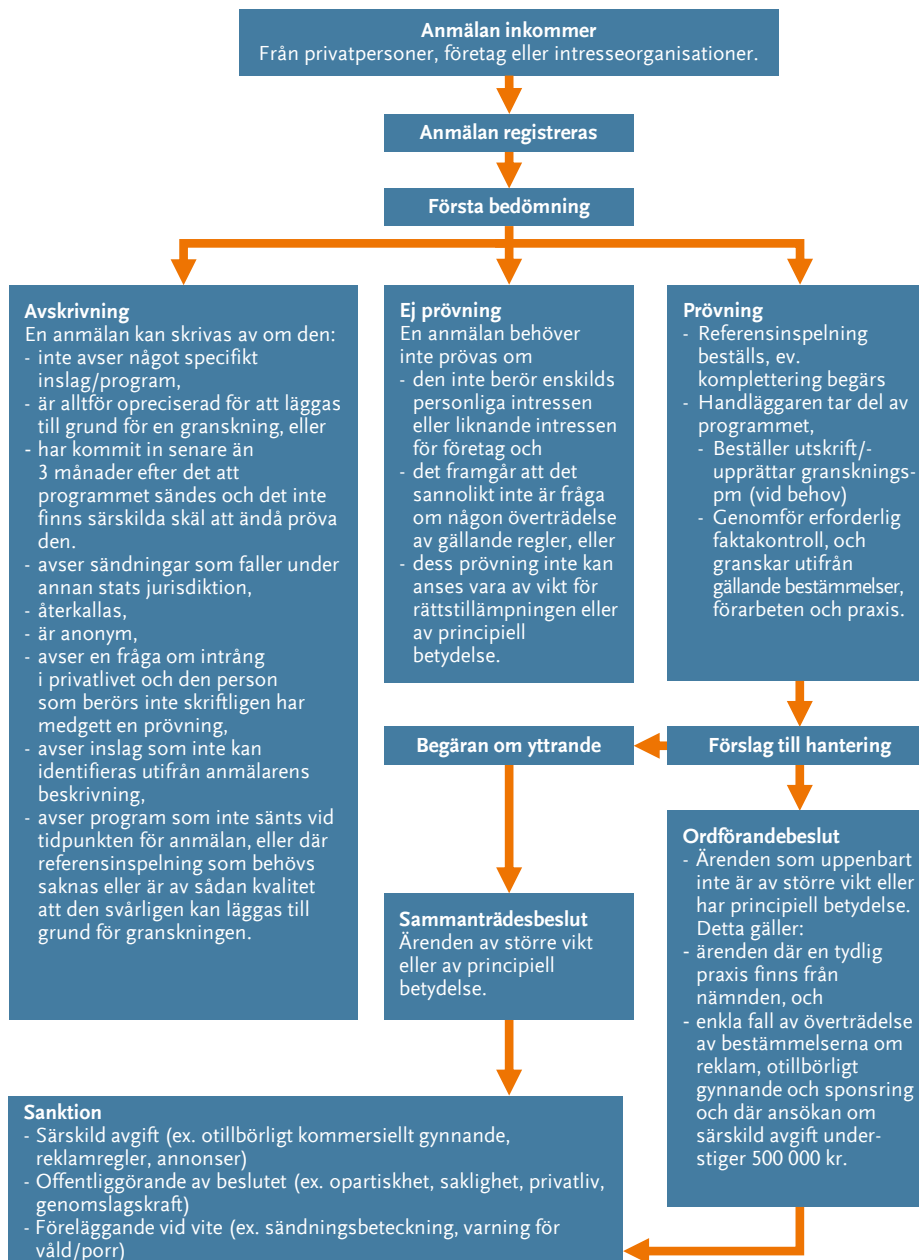 Anmälan inkommer
Från privatpersoner, företag eller intresseorganisationer.
Anmälan registreras
Första bedömning
Avskrivning
En anmälan kan skrivas av om den:
- inte avser något specifikt
inslag/program,
- är alltför opreciserad för att läggas
till grund för en granskning, eller
- har kommit in senare än
3 månader efter det att
programmet sändes och det inte
finns särskilda skäl att ändå pröva
den.
- avser sändningar som faller under
annan stats jurisdiktion,
- återkallas,
- är anonym,
- avser en fråga om intrång
i privatlivet och den person
som berörs inte skriftligen har
medgett en prövning,
- avser inslag som inte kan
identifieras utifrån anmälarens
beskrivning,
- avser program som inte sänts vid
tidpunkten för anmälan, eller där
referensinspelning som behövs
saknas eller är av sådan kvalitet
att den svårligen kan läggas till
grund för granskningen.
Ej prövning
En anmälan behöver
inte prövas om
- den inte berör enskilds
personliga intressen
eller liknande intressen
för företag och
- det framgår att det
sannolikt inte är fråga
om någon överträdelse
av gällande regler, eller
- dess prövning inte kan
anses vara av vikt för
rättstillämpningen eller
av principiell
betydelse.
Prövning
- Referensinspelning
beställs, ev.
komplettering begärs
- Handläggaren tar del av
programmet,
- Beställer utskrift/-
upprättar gransknings-
pm (vid behov)
- Genomför erforderlig
faktakontroll, och
granskar utifrån
gällande bestämmelser,
förarbeten och praxis.
Begäran om yttrande
Förslag till hantering
Sammanträdesbeslut
Ärenden av större vikt
eller av principiell
betydelse.
Ordförandebeslut
- Ärenden som uppenbart
inte är av större vikt eller
har principiell betydelse.
Detta gäller:
- ärenden där en tydlig
praxis finns från
nämnden, och
- enkla fall av överträdelse
av bestämmelserna om
reklam, otillbörligt
gynnande och sponsring
och där ansökan om
särskild avgift under-
stiger 500 000 kr.
Sanktion
- Särskild avgift (ex. otillbörligt kommersiellt gynnande,
reklamregler, annonser)
- Offentliggörande av beslutet (ex. opartiskhet, saklighet, privatliv,
genomslagskraft)
- Föreläggande vid vite (ex. sändningsbeteckning, varning för
våld/porr)